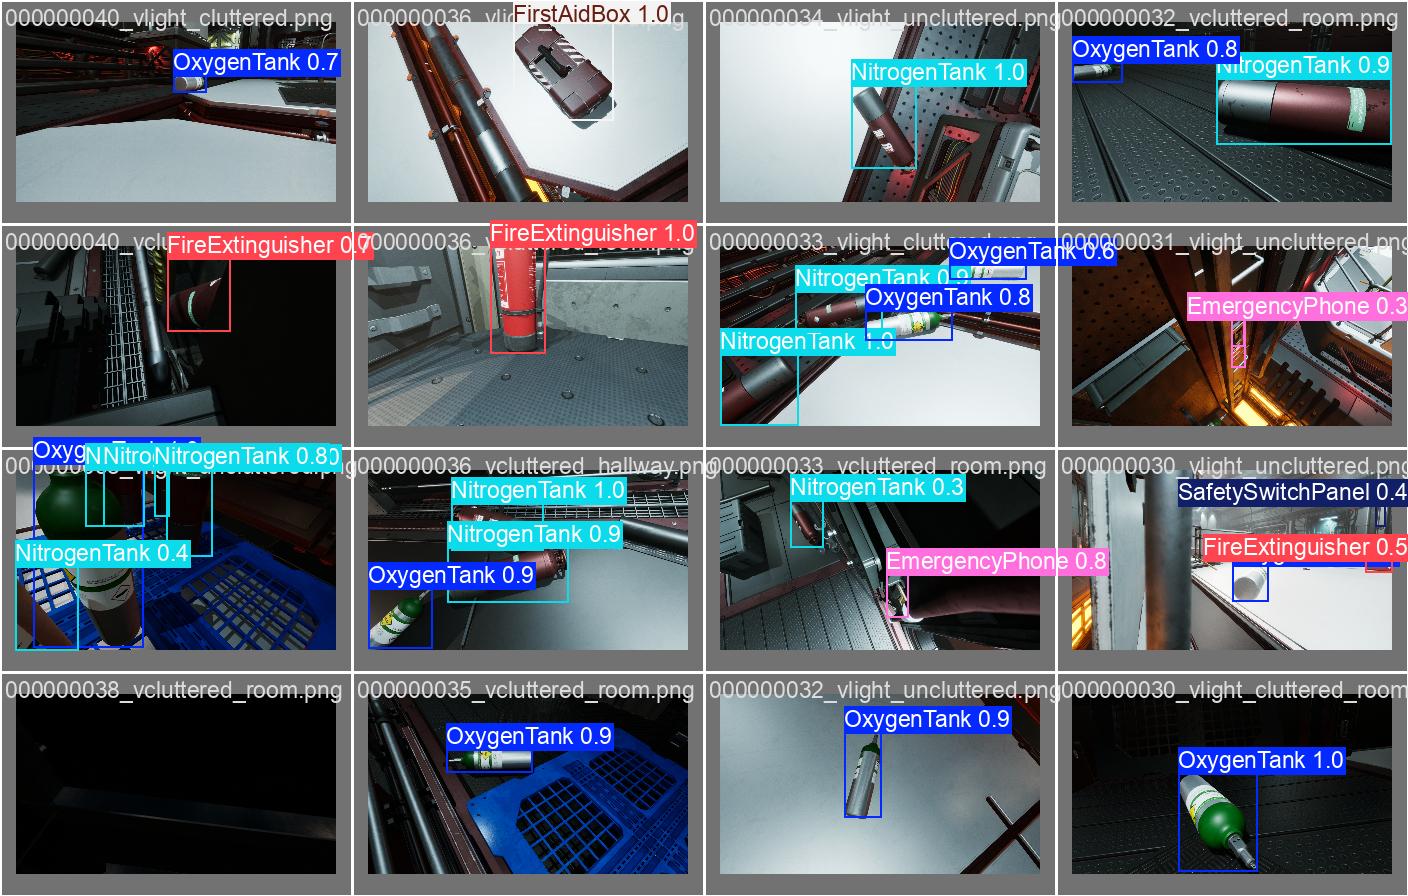 000000040_vlight_cluttered.png
OxygenTank 0.7
FirstAidBox 1.0
000000034_vlight_uncluttered.png
NitrogenTank 1.0
000000032_vcluttered_room.png
OxygenTank 0.8
NitrogenTank 0.9
FireExtinguisher 0.7
FireExtinguisher 1.0
NitrogenTank 0.9
OxygenTank 0.6
OxygenTank 0.8
NitrogenTank 1.0
000000031_vlight_uncluttered.png
EmergencyPhone 0.3
NitrogenTank 0.8
NitrogenTank 0.4
000000036_vcluttered_hallway.png
NitrogenTank 1.0
NitrogenTank 0.9
OxygenTank 0.9
000000033_vcluttered_room.png
NitrogenTank 0.3
EmergencyPhone 0.8
000000030_vlight_uncluttered.png
SafetySwitchPanel 0.4
FireExtinguisher 0.5
000000038_vcluttered_room.png
000000035_vcluttered_room.png
OxygenTank 0.9
000000032_vlight_uncluttered.png
OxygenTank 0.9
000000030_vlight_cluttered_room
OxygenTank 1.0